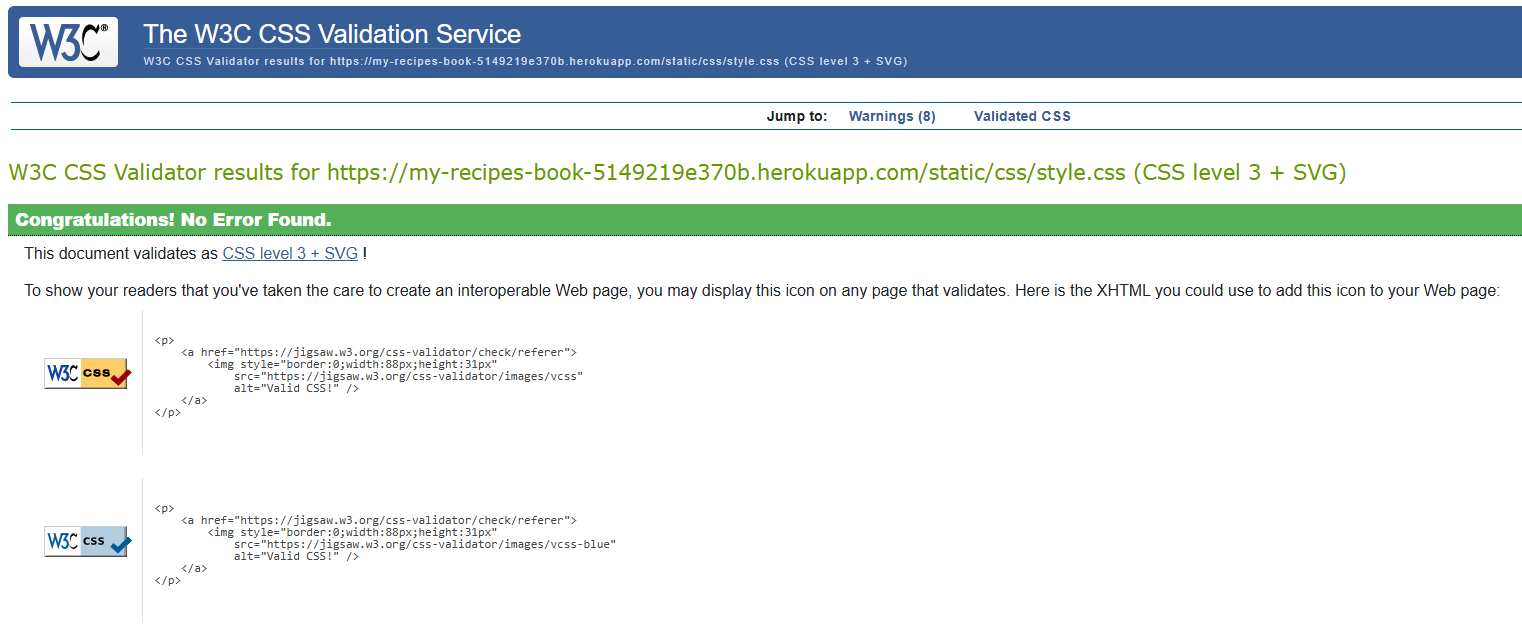 W3C®
The W3C CSS Validation Service
W3C CSS Validator results for https://my-recipes-book-5149219e370b.herokuapp.com/static/css/style.css (CSS level 3 + SVG)
Jump to: Warnings (8) Validated CSS
W3C CSS Validator results for https://my-recipes-book-5149219e370b.herokuapp.com/static/css/style.css (CSS level 3 + SVG)
Congratulations! No Error Found.
This document validates as CSS level 3 + SVG !
To show your readers that you've taken the care to create an interoperable Web page, you may display this icon on any page that validates. Here is the XHTML you could use to add this icon to your Web page:
W3C css
<p>
<a href="https://jigsaw.w3.org/css-validator/check/referer">
<img style="border:0;width:88px;height:31px"
src="https://jigsaw.w3.org/css-validator/images/vcss"
alt="Valid CSS!" />
</a>
</p>
W3C css
<p>
<a href="https://jigsaw.w3.org/css-validator/check/referer">
<img style="border:0;width:88px;height:31px"
src="https://jigsaw.w3.org/css-validator/images/vcss-blue"
alt="Valid CSS!" />
</a>
</p>